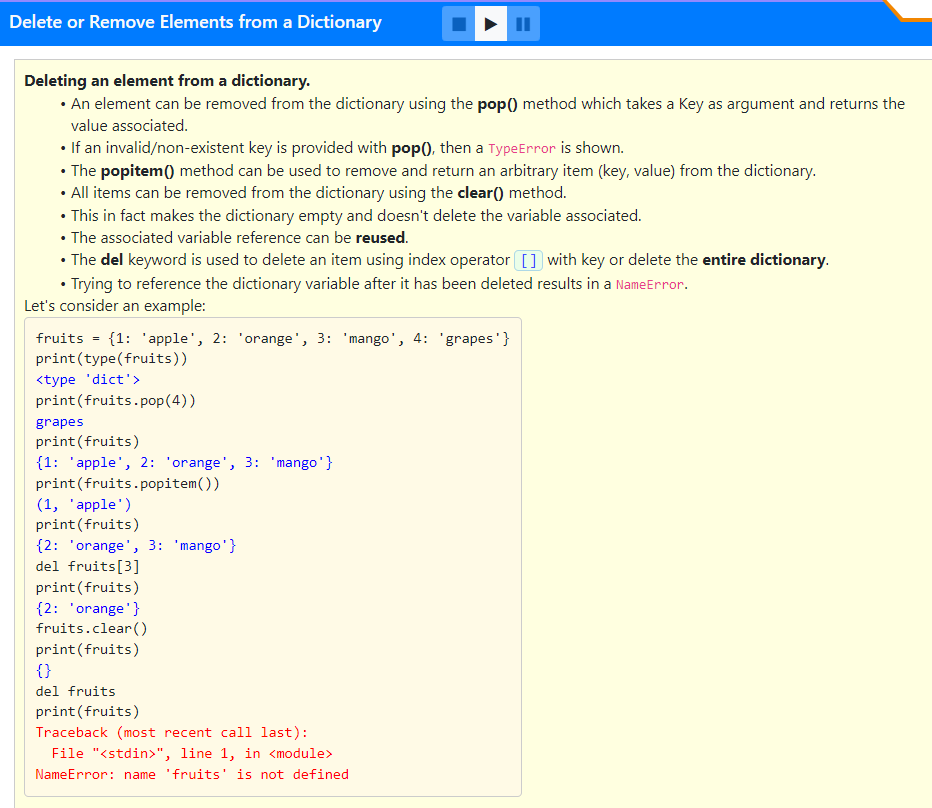 Delete or Remove Elements from a Dictionary
Deleting an element from a dictionary.
• An element can be removed from the dictionary using the pop() method which takes a Key as argument and returns the
value associated.
• If an invalid/non-existent key is provided with pop(), then a TypeError is shown.
• The popitem() method can be used to remove and return an arbitrary item (key, value) from the dictionary.
• All items can be removed from the dictionary using the clear() method.
• This in fact makes the dictionary empty and doesn't delete the variable associated.
• The associated variable reference can be reused.
• The del keyword is used to delete an item using index operator [] with key or delete the entire dictionary.
• Trying to reference the dictionary variable after it has been deleted results in a NameError.
Let's consider an example:
fruits = {1: 'apple', 2: 'orange', 3: 'mango', 4: 'grapes'}
print(type(fruits))
<type 'dict'>
print(fruits.pop(4))
grapes
print(fruits)
{1: 'apple', 2: 'orange', 3: 'mango'}
print(fruits.popitem())
(1, 'apple')
print(fruits)
{2: 'orange', 3: 'mango'}
del fruits[3]
print(fruits)
{2: 'orange'}
fruits.clear()
print(fruits)
{}
del fruits
print(fruits)
Traceback (most recent call last):
  File "<stdin>", line 1, in <module>
NameError: name 'fruits' is not defined